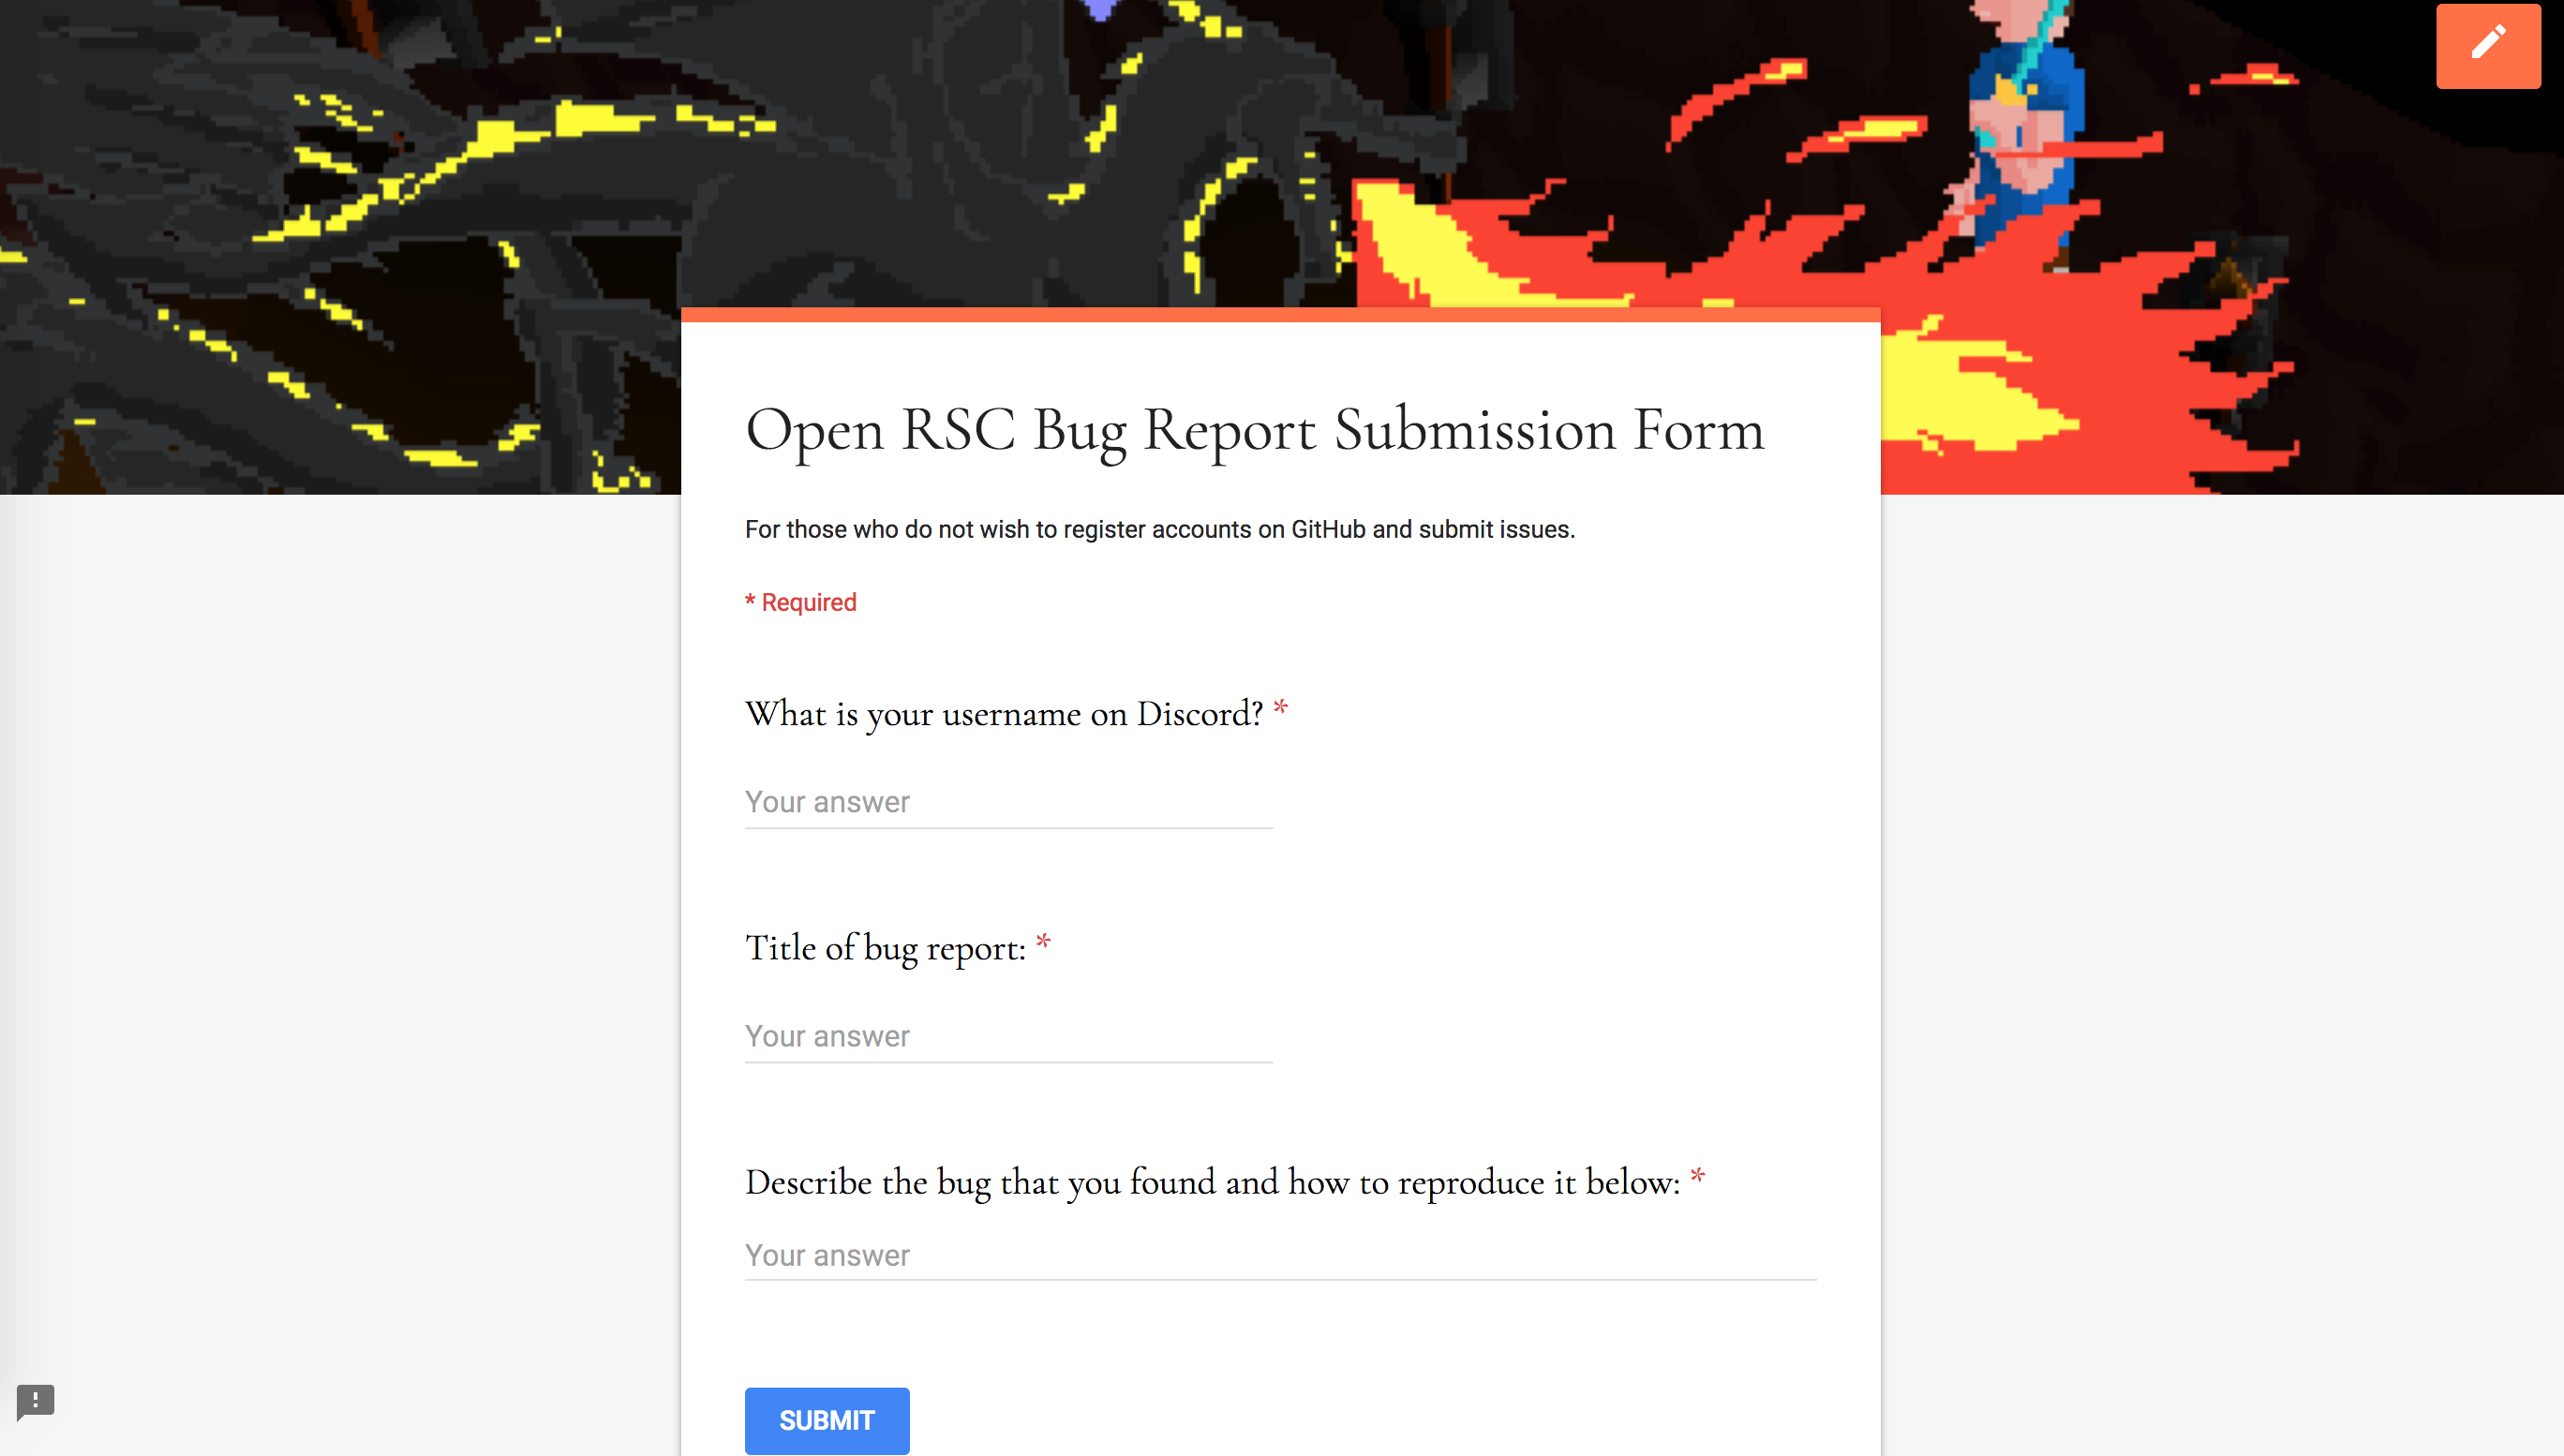 Open RSC Bug Report Submission Form
For those who do not wish to register accounts on GitHub and submit issues.
* Required
What is your username on Discord? *
Your answer
Title of bug report: *
Your answer
Describe the bug that you found and how to reproduce it below: *
Your answer
SUBMIT